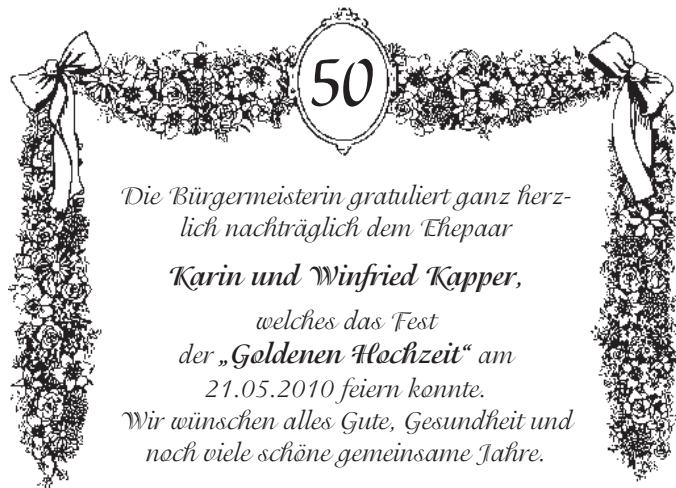 50
Die Bürgermeisterin gratuliert ganz herz-
lich nachträglich dem Ehepaar
Karin und Winfried Kapper,
welches das Fest
der „Goldenen Hochzeit“ am
21.05.2010 feiern konnte.
Wir wünschen alles Gute, Gesundheit und
noch viele schöne gemeinsame Jahre.